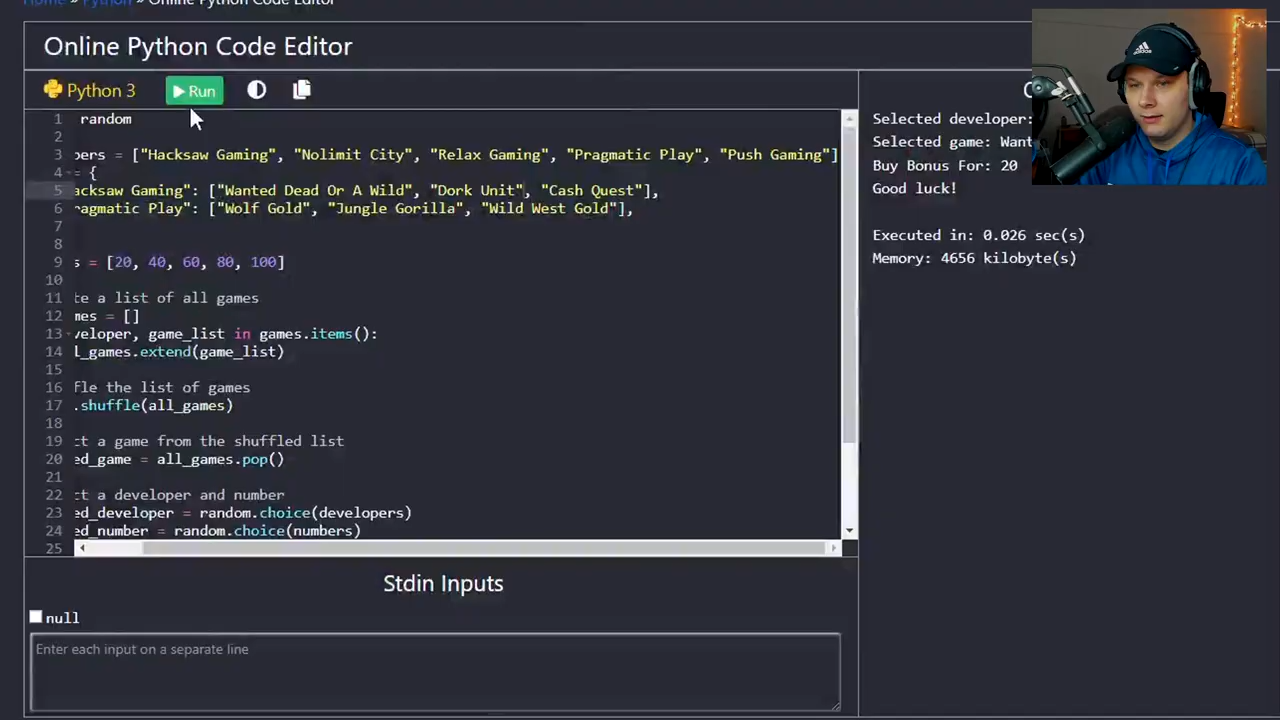 Home » Python » Online Python Code Editor
Online Python Code Editor
Python 3
Run
1 random
2
3 pers = ["Hacksaw Gaming", "Nolimit City", "Relax Gaming", "Pragmatic Play", "Push Gaming"]
4 = {
5 acksaw Gaming": ["Wanted Dead Or A Wild", "Dork Unit", "Cash Quest"],
6 ragmatic Play": ["Wolf Gold", "Jungle Gorilla", "Wild West Gold"],
7
8
9 s = [20, 40, 60, 80, 100]
10
11 te a list of all games
12 mes = []
13 veloper, game_list in games.items():
14 l_games.extend(game_list)
15
16 fle the list of games
17 .shuffle(all_games)
18
19 ct a game from the shuffled list
20 ed_game = all_games.pop()
21
22 ct a developer and number
23 ed_developer = random.choice(developers)
24 ed_number = random.choice(numbers)
25
Selected developer:
Selected game: Want
Buy Bonus For: 20
Good luck!
Executed in: 0.026 sec(s)
Memory: 4656 kilobyte(s)
Stdin Inputs
null
Enter each input on a separate line